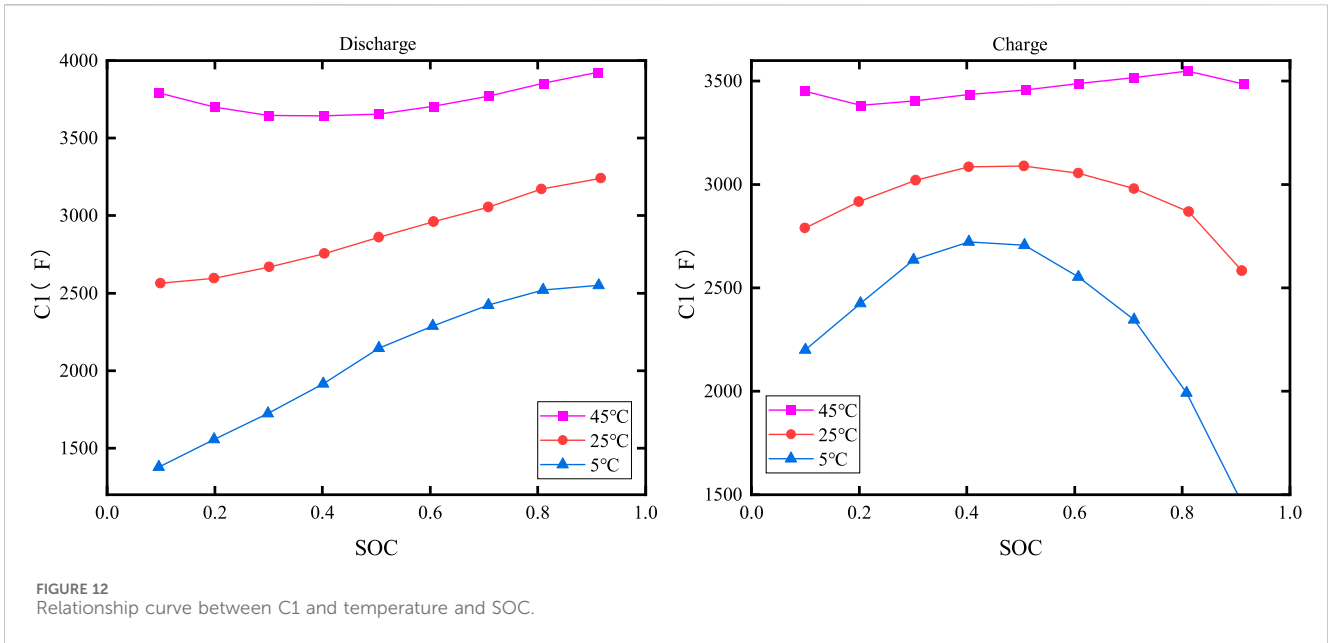 Discharge
4000
3500
3000
2500
2000
1500
C1( F)
0.0 0.2 0.4 0.6 0.8 1.0
SOC
45°C
25°C
5°C
Charge
3500
3000
2500
2000
1500
C1( F)
0.0 0.2 0.4 0.6 0.8 1.0
SOC
45°C
25°C
5°C
FIGURE 12
Relationship curve between C1 and temperature and SOC.